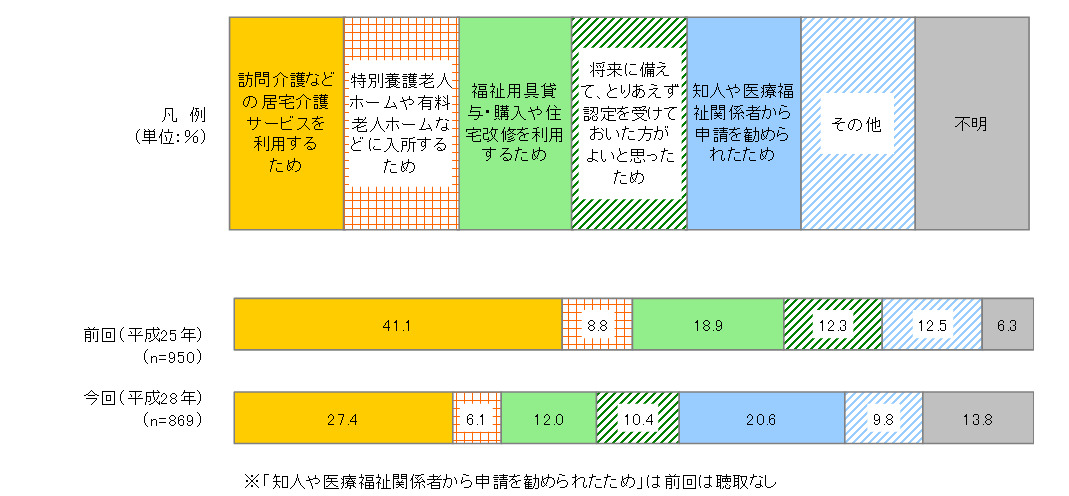 凡 例
(単位：%)
訪問介護など
の居宅介護
サービスを
利用する
ため
特別養護老人
ホームや有料
老人ホームな
どに入所する
ため
福祉用具貸
与・購入や住
宅改修を利用
するため
将来に備え
て、とりあえず
認定を受けて
おいた方が
よいと思った
ため
知人や医療福
祉関係者から
申請を勧めら
れたため
その他
不明
前回(平成25年)
(n=950)
41.1
8.8
18.9
12.3
12.5
6.3
今回(平成28年)
(n=869)
27.4
6.1
12.0
10.4
20.6
9.8
13.8
※「知人や医療福祉関係者から申請を勧められたため」は前回は聴取なし